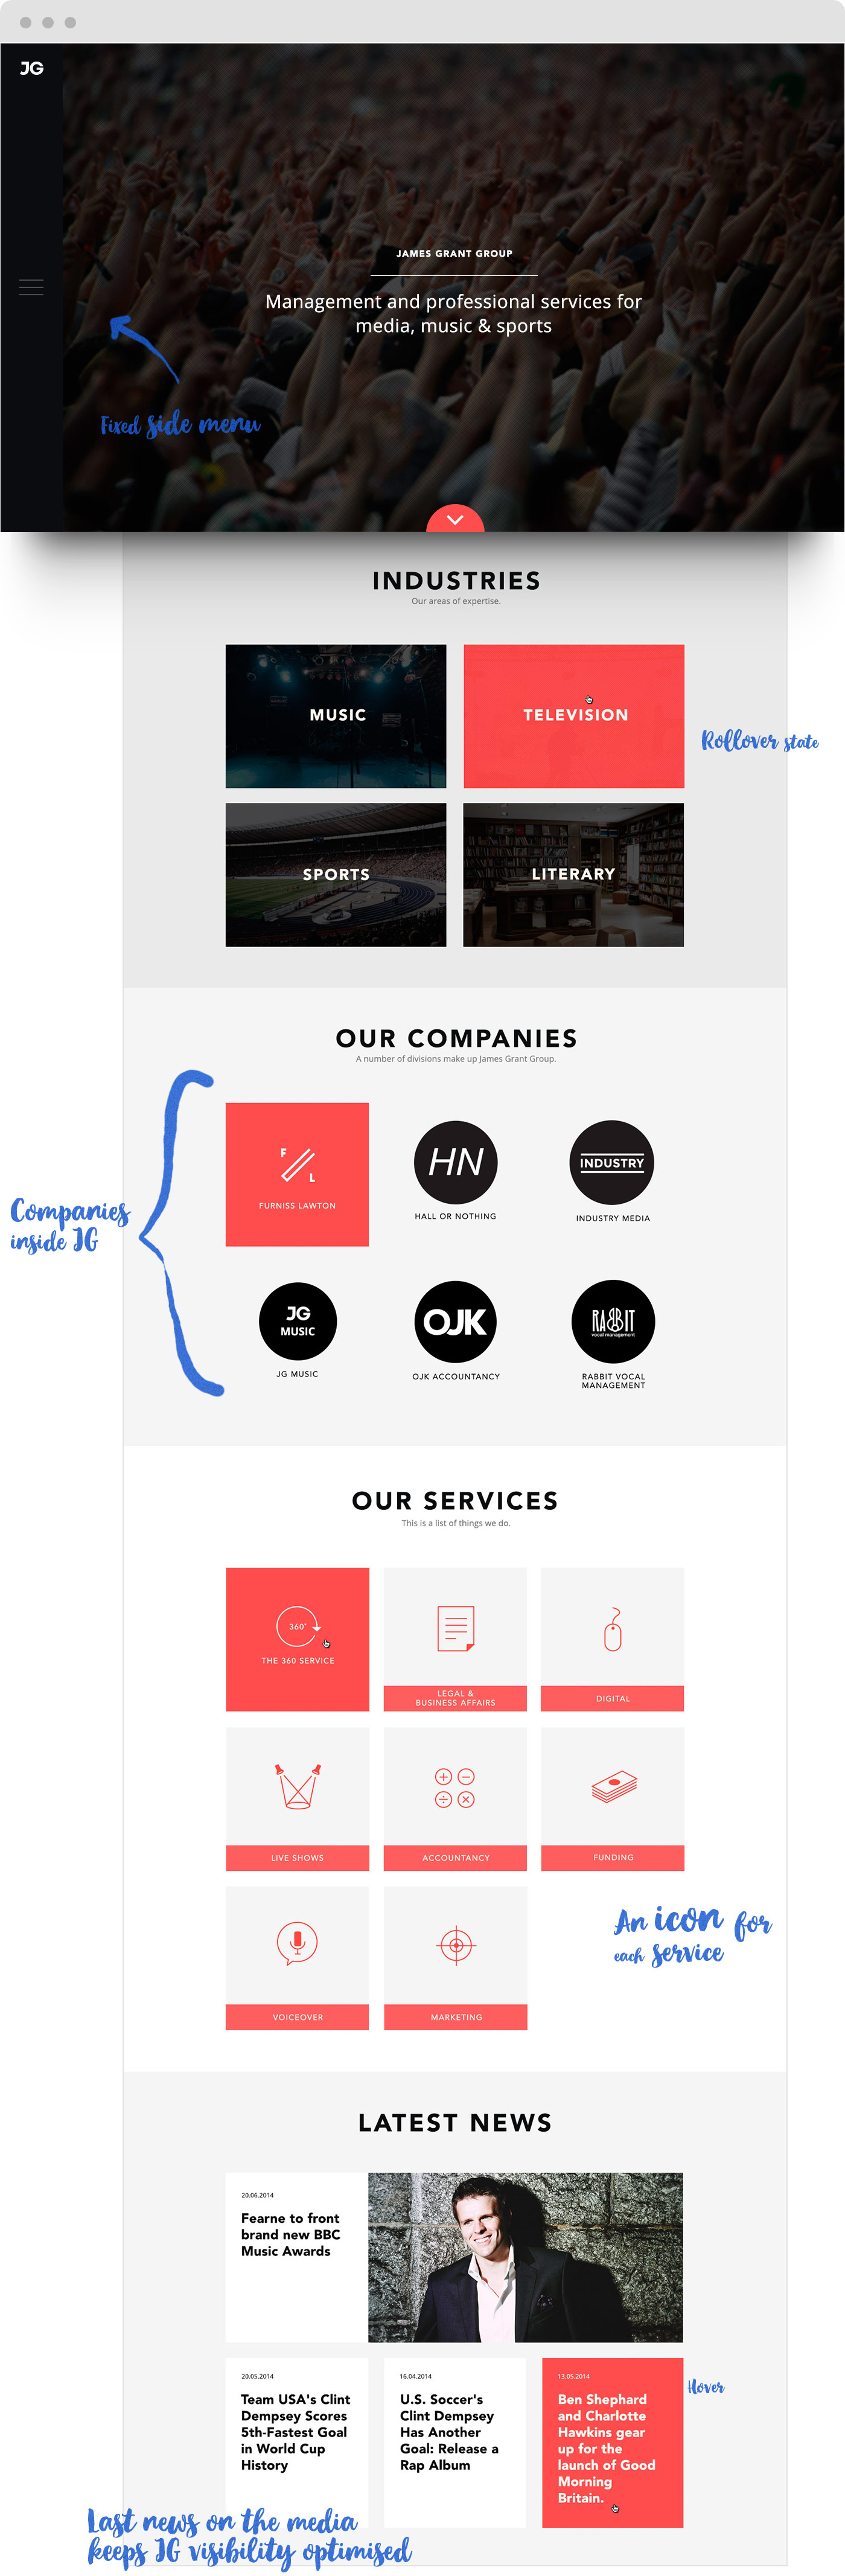 JG
JAMES GRANT GROUP
Management and professional services for
media, music & sports
Fixed side menu
INDUSTRIES
Our areas of expertise.
MUSIC
TELEVISION
Rollover state
SPORTS
LITERARY
OUR COMPANIES
A number of divisions make up James Grant Group.
Companies
inside JG
F
L
FURNISS LAWTON
HN
HALL OR NOTHING
INDUSTRY
INDUSTRY MEDIA
JG
MUSIC
JG MUSIC
OJK
OJK ACCOUNTANCY
RABBIT
vocal management
RABBIT VOCAL
MANAGEMENT
OUR SERVICES
This is a list of things we do.
360°
THE 360 SERVICE
LEGAL &
BUSINESS AFFAIRS
DIGITAL
LIVE SHOWS
ACCOUNTANCY
FUNDING
An icon for
each service
VOICEOVER
MARKETING
LATEST NEWS
20.06.2014
Fearne to front
brand new BBC
Music Awards
20.05.2014
Team USA's Clint
Dempsey Scores
5th-Fastest Goal
in World Cup
History
16.04.2014
U.S. Soccer's
Clint Dempsey
Has Another
Goal: Release a
Rap Album
13.05.2014
Ben Shephard
and Charlotte
Hawkins gear
up for the
launch of Good
Morning
Britain.
Hover
Last news on the media
keeps JG visibility optimised